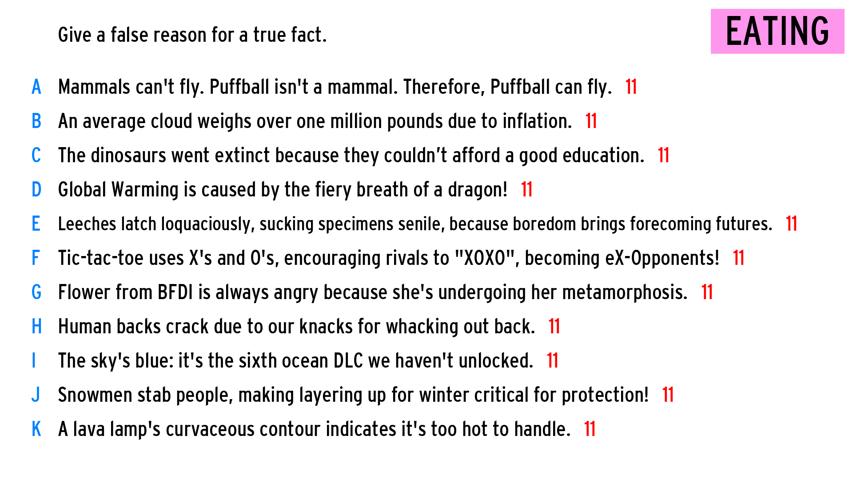 Give a false reason for a true fact.
EATING
A Mammals can't fly. Puffball isn't a mammal. Therefore, Puffball can fly. 11
B An average cloud weighs over one million pounds due to inflation. 11
C The dinosaurs went extinct because they couldn’t afford a good education. 11
D Global Warming is caused by the fiery breath of a dragon! 11
E Leeches latch loquaciously, sucking specimens senile, because boredom brings forecoming futures. 11
F Tic-tac-toe uses X's and O's, encouraging rivals to "XOXO", becoming eX-Opponents! 11
G Flower from BFDI is always angry because she's undergoing her metamorphosis. 11
H Human backs crack due to our knacks for whacking out back. 11
I The sky's blue: it's the sixth ocean DLC we haven't unlocked. 11
J Snowmen stab people, making layering up for winter critical for protection! 11
K A lava lamp's curvaceous contour indicates it's too hot to handle. 11